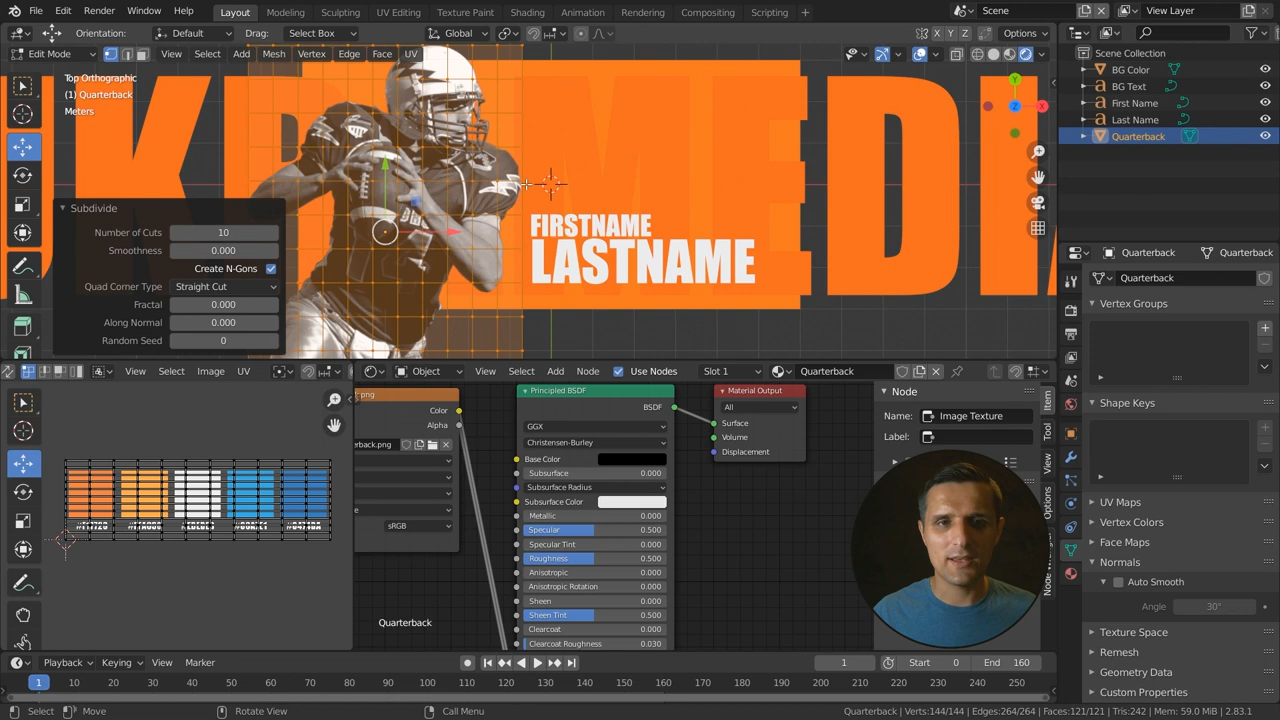 File Edit Render Window Help Layout Modeling Sculpting UV Editing Texture Paint Shading Animation Rendering Compositing Scripting + Scene View Layer
Orientation: Default Drag: Select Box Global X Y Z Options
Edit Mode View Select Add Mesh Vertex Edge Face UV
Top Orthographic
(1) Quarterback
Meters
FIRSTNAME
LASTNAME
Subdivide
Number of Cuts 10
Smoothness 0.000
Create N-Gons
Quad Corner Type Straight Cut
Fractal 0.000
Along Normal 0.000
Random Seed 0
Scene Collection
BG Color
BG Text
First Name
Last Name
Quarterback
Quarterback Quarterback
Quarterback
Vertex Groups
Shape Keys
UV Maps
Vertex Colors
Face Maps
Normals
Auto Smooth
Angle 30°
Texture Space
Remesh
Geometry Data
Custom Properties
View Select Image UV
Object View Select Add Node Use Nodes Slot 1 Quarterback
.png
Color
Alpha
erback.png
sRGB
Quarterback
Principled BSDF
BSDF
GGX
Christensen-Burley
Base Color
Subsurface 0.000
Subsurface Radius
Subsurface Color
Metallic 0.000
Specular 0.500
Specular Tint 0.000
Roughness 0.500
Anisotropic 0.000
Anisotropic Rotation 0.000
Sheen 0.000
Sheen Tint 0.500
Clearcoat 0.000
Clearcoat Roughness 0.030
Material Output
All
Surface
Volume
Displacement
Node
Name: Image Texture
Label:
Item
Tool
View
Options
Playback Keying View Marker 1 Start 0 End 160
1 10 20 30 40 50 60 70 80 90 100 110 120 130 140 150 160 170 180 190 200 210 220 230 240 250
Select Move Rotate View Call Menu Quarterback | Verts:144/144 | Edges:264/264 | Faces:121/121 | Tris:242 | Mem: 59.0 MiB | 2.83.1